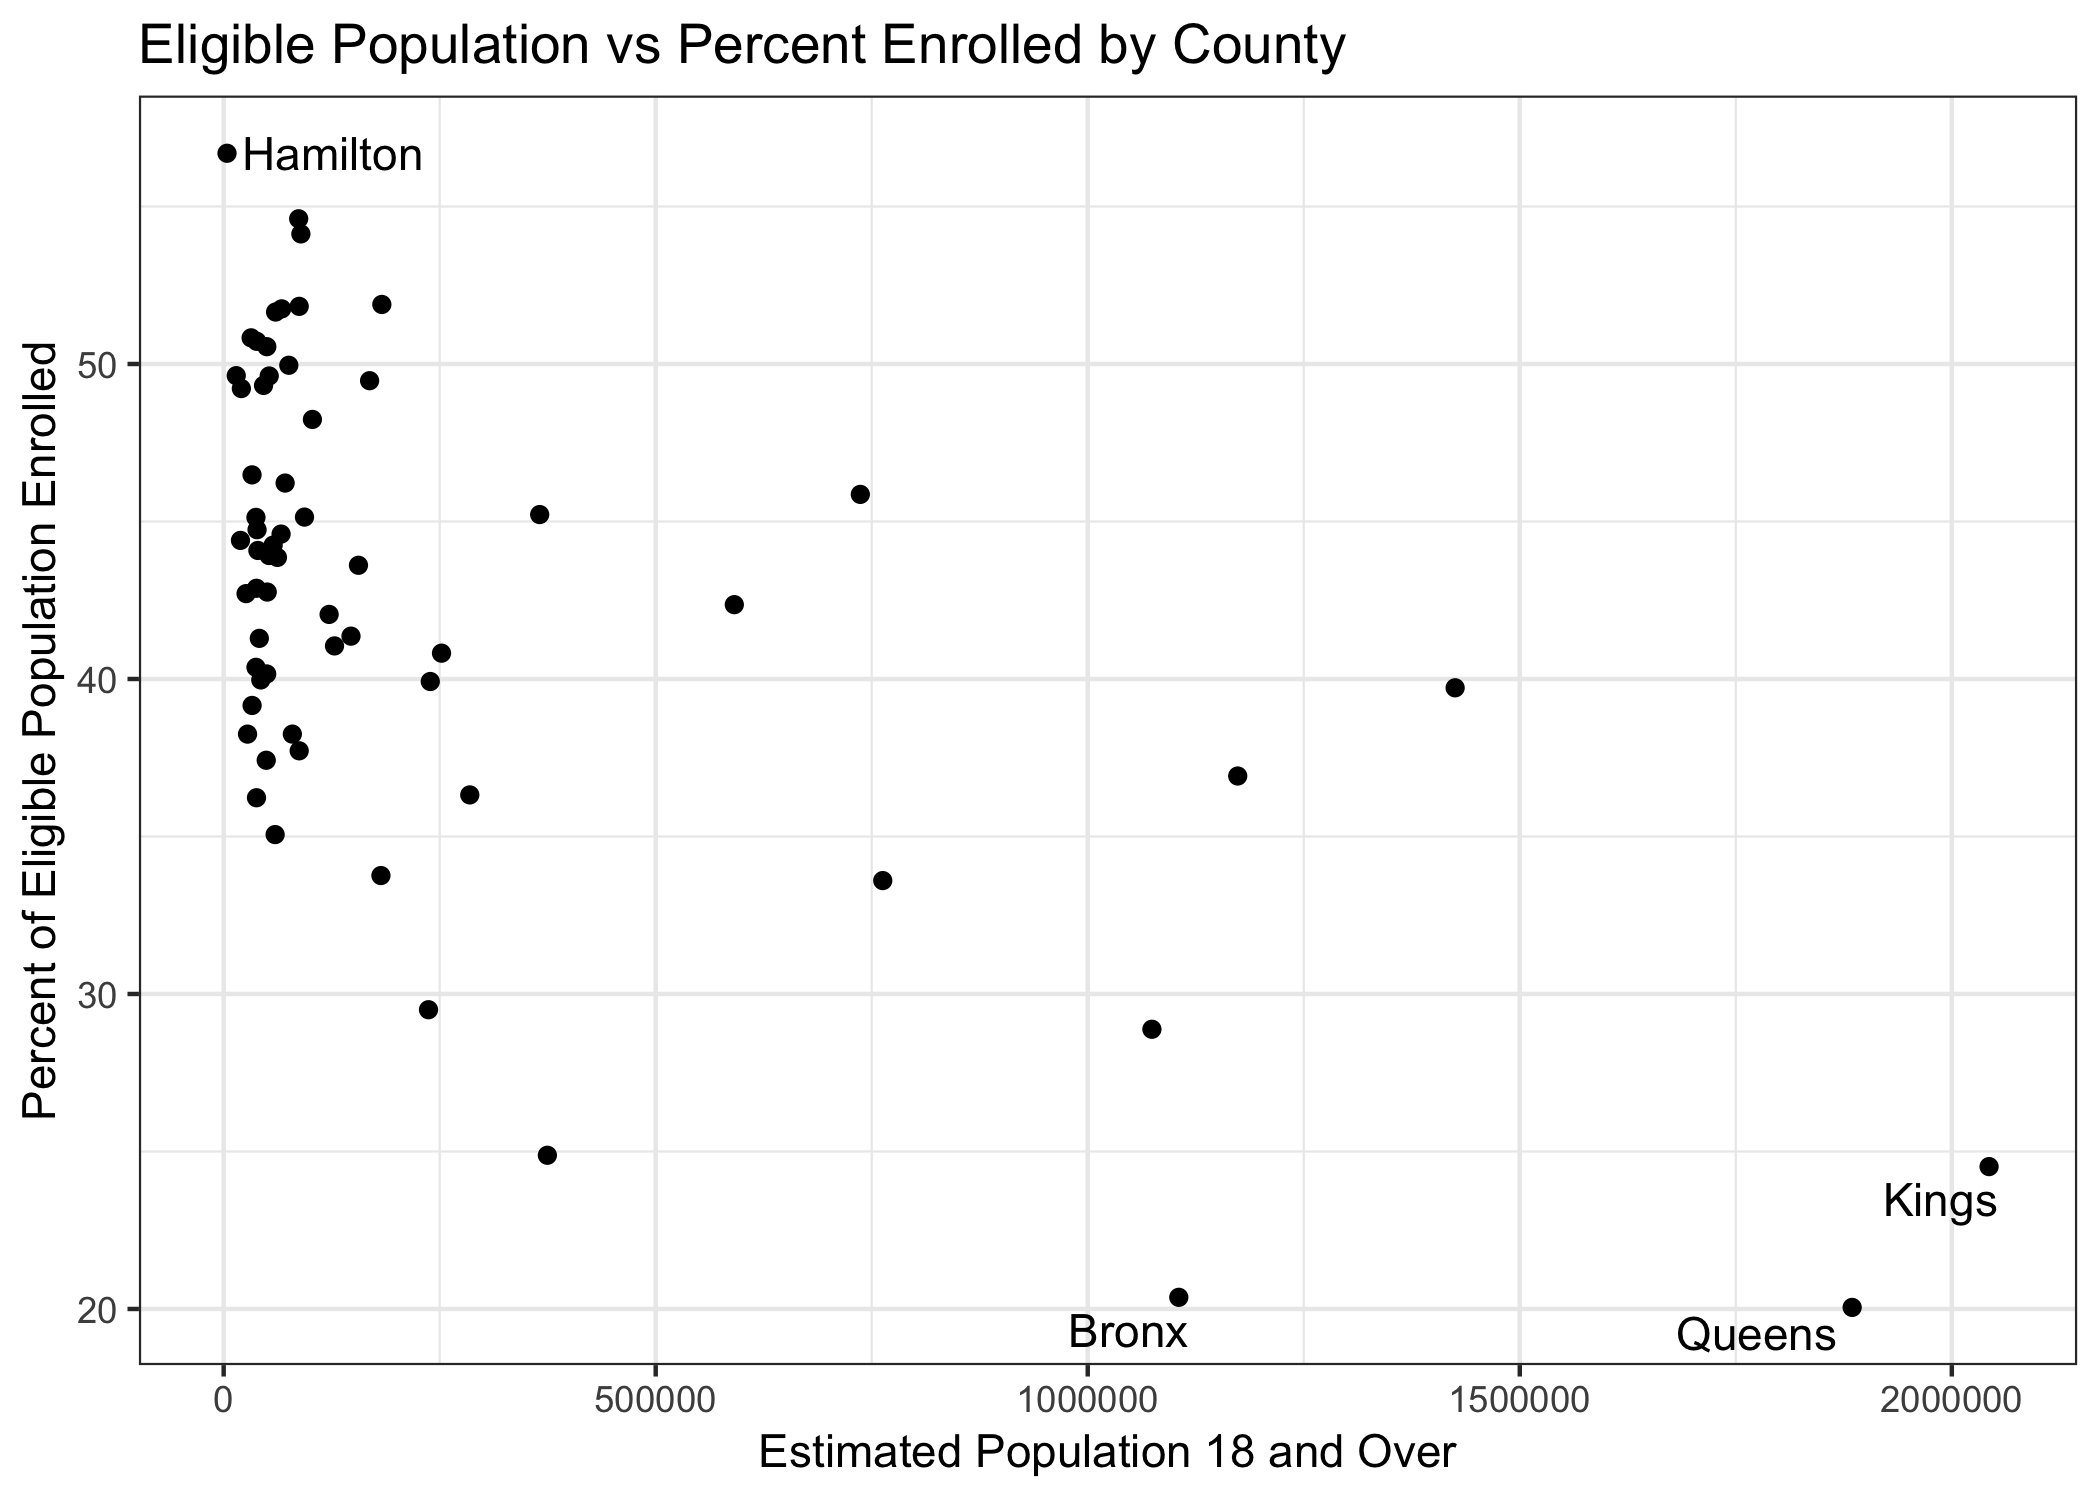 Eligible Population vs Percent Enrolled by County
Hamilton
50
40
30
20
Percent of Eligible Population Enrolled
Kings
Bronx
Queens
0
500000
1000000
1500000
2000000
Estimated Population 18 and Over